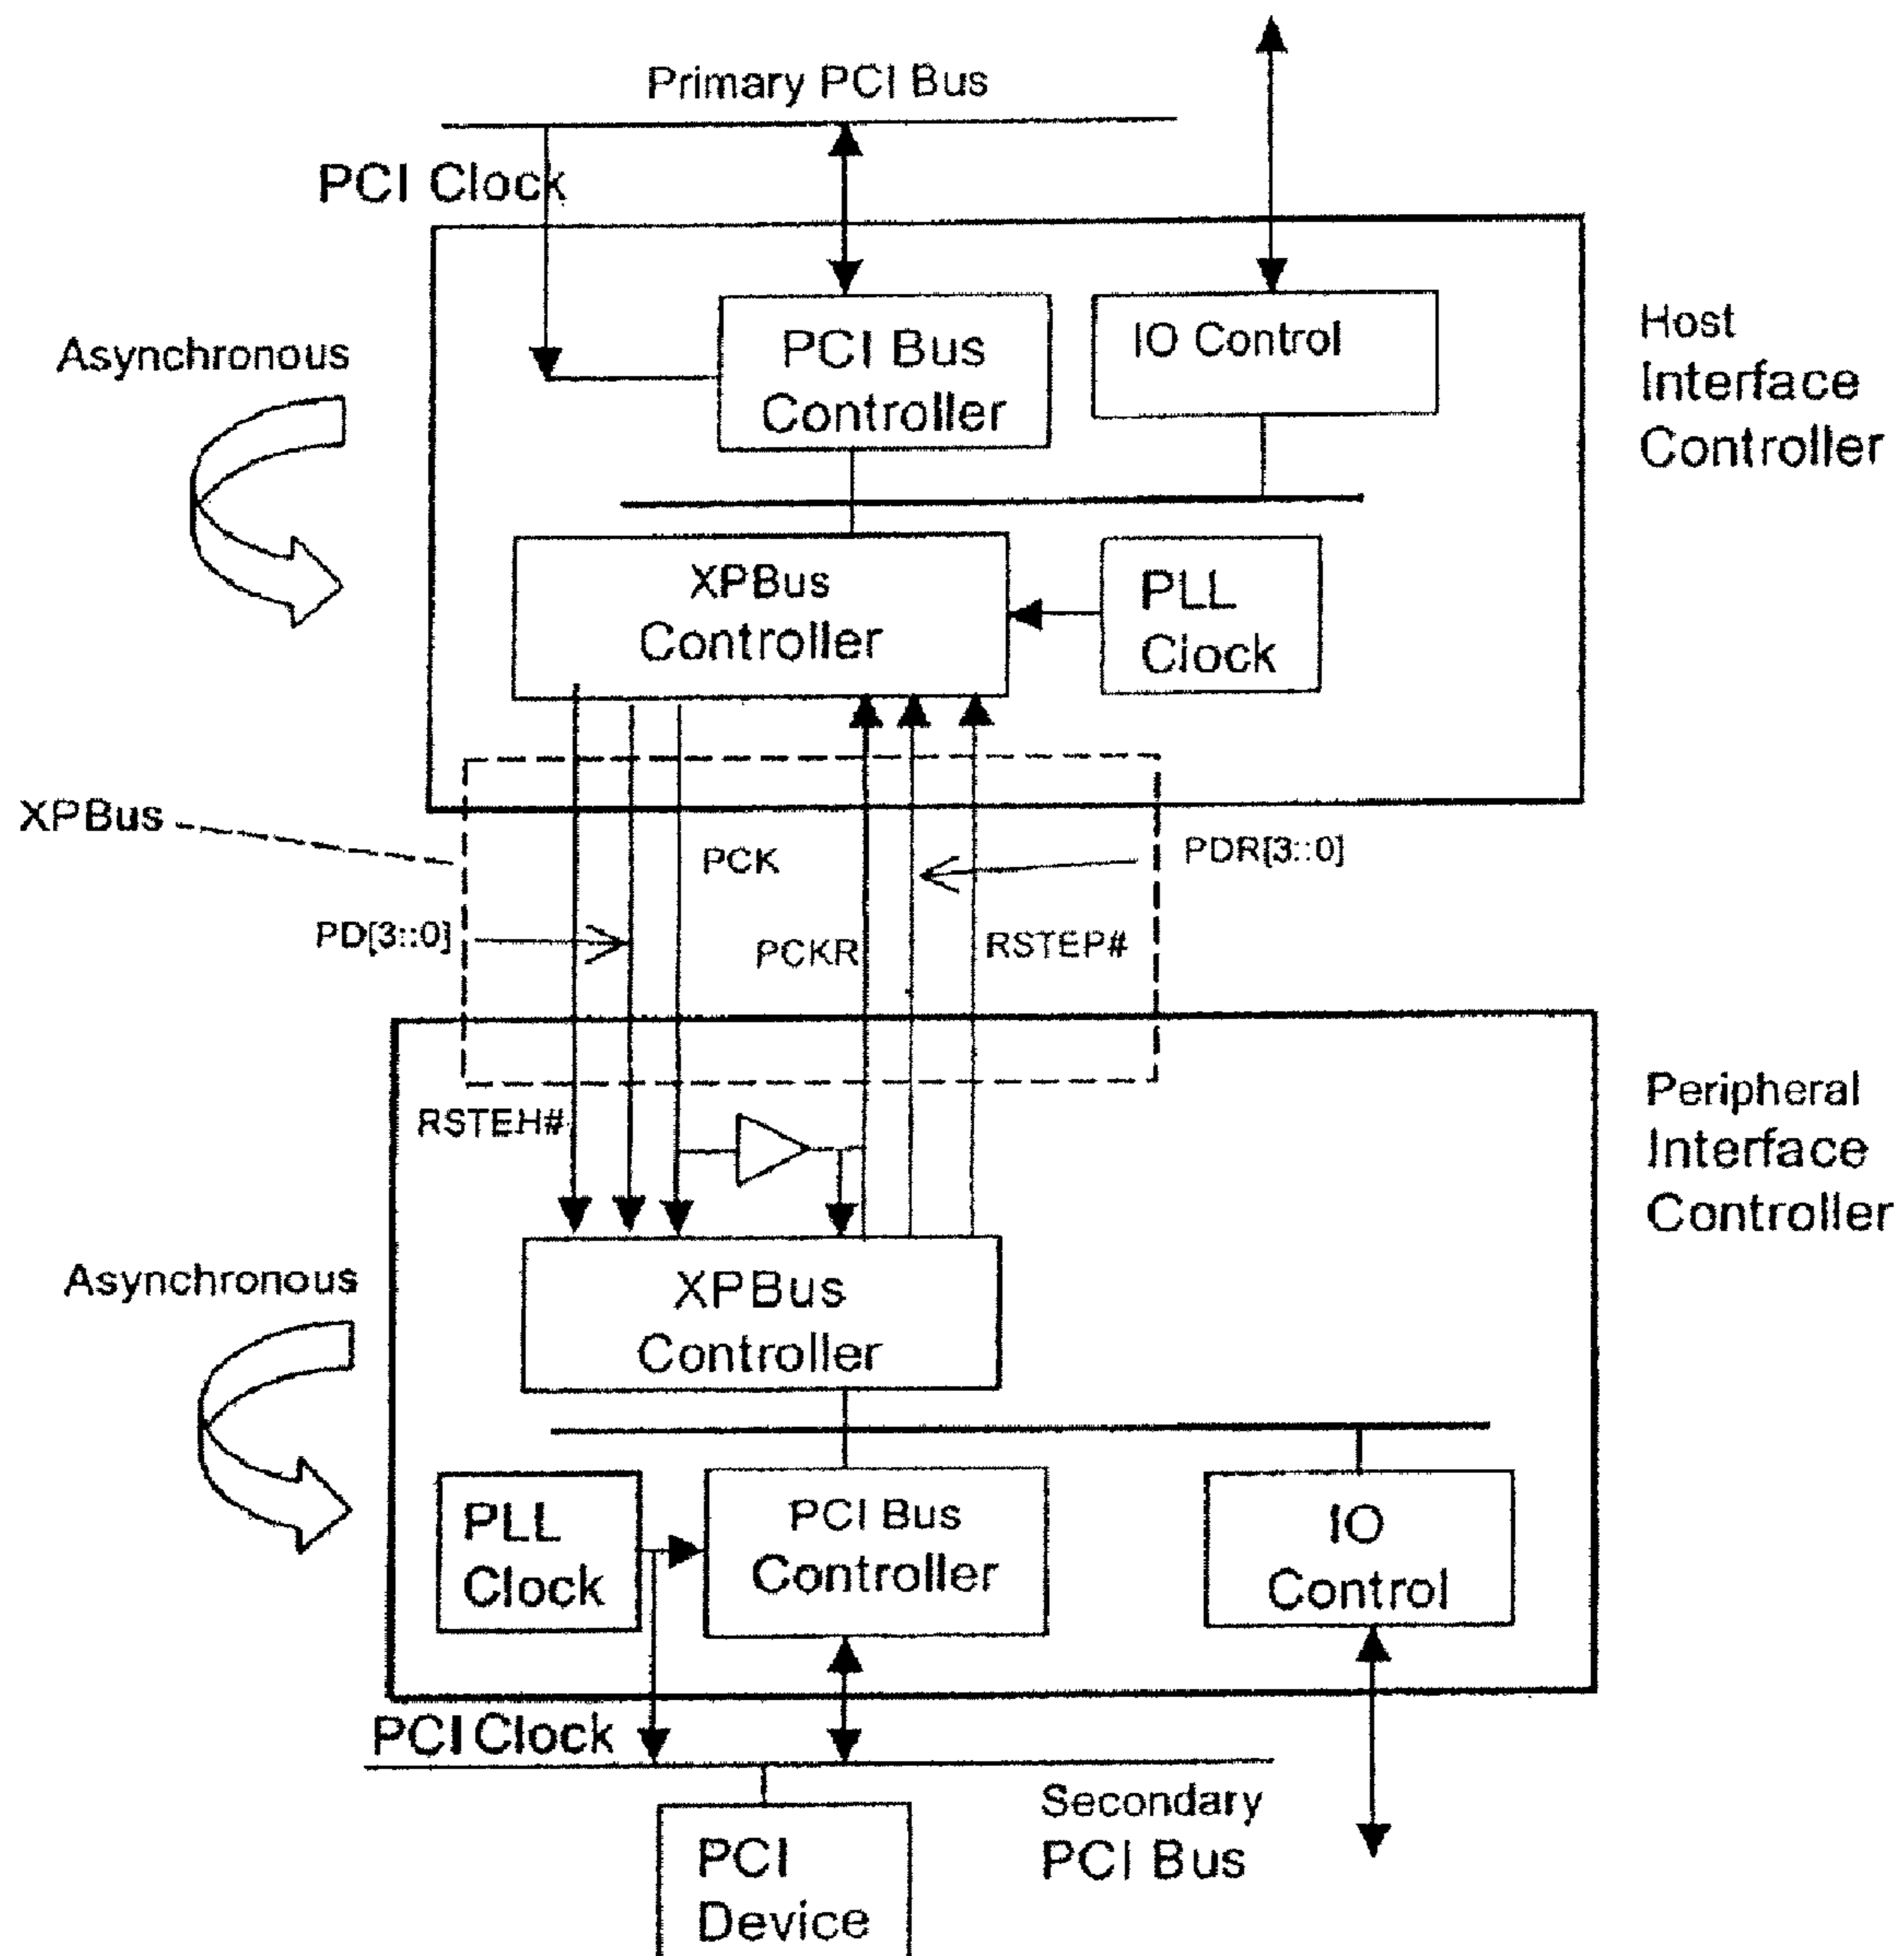 Primary PCI Bus
PCI Clock
Asynchronous
PCI Bus
Controller
IO Control
Host
Interface
Controller
XPBus
Controller
PLL
Clock
XPBus
PCK
PDR[3::0]
PD[3::0]
PCKR
RSTEP#
RSTEH#
Peripheral
Interface
Controller
Asynchronous
XPBus
Controller
PLL
Clock
PCI Bus
Controller
IO
Control
PCI Clock
Secondary
PCI Bus
PCI
Device